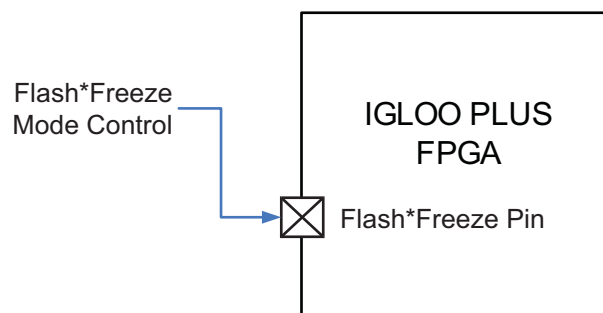 Flash*Freeze
Mode Control
IGLOO PLUS
FPGA
Flash*Freeze Pin